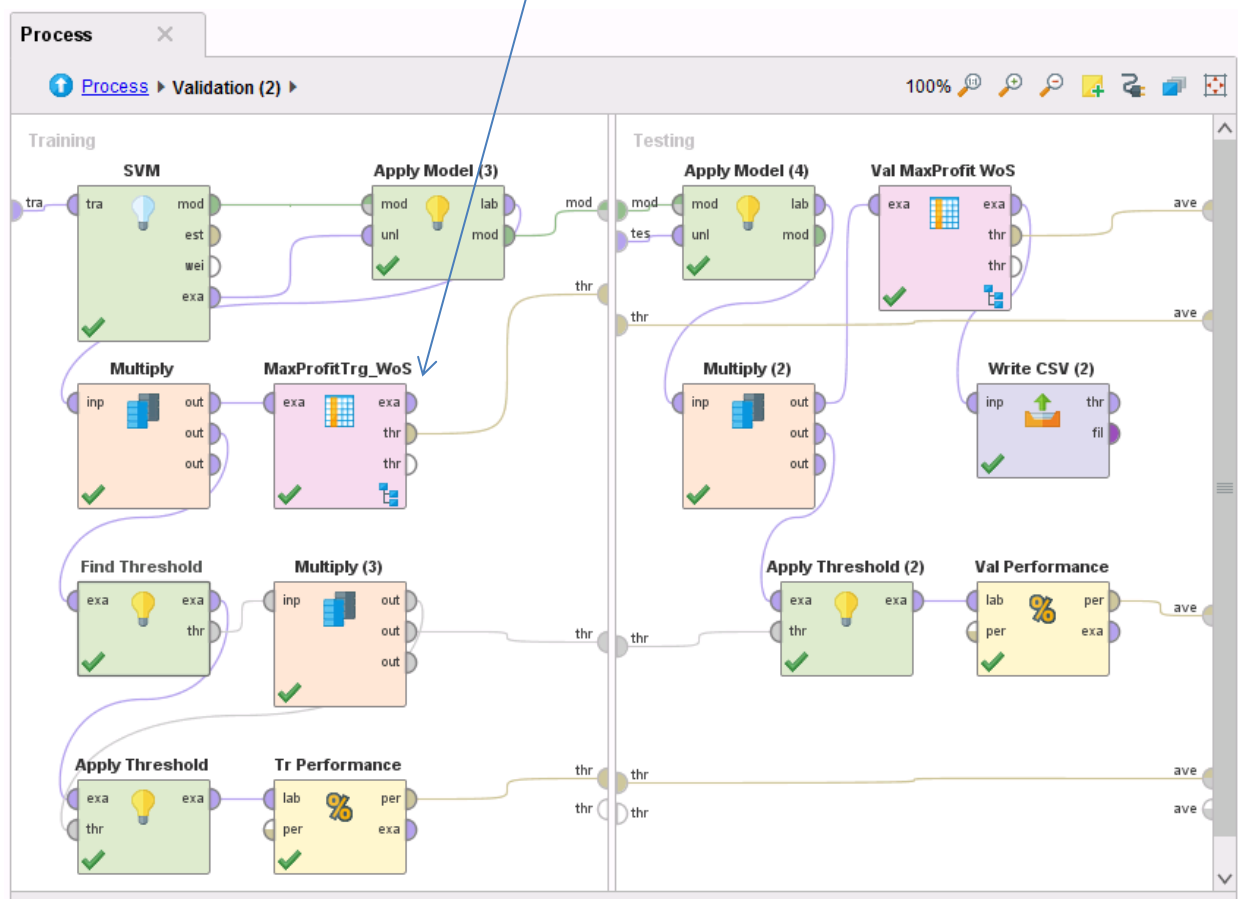 Process
Process Validation (2)
100%
Training
Testing
SVM
tra
tra
mod
est
wei
exa
Apply Model (3)
mod
unl
lab
mod
mod
thr
Multiply
inp
out
out
out
MaxProfitTrg_WoS
exa
exa
thr
thr
Find Threshold
exa
exa
thr
Multiply (3)
inp
out
out
out
thr
Apply Threshold
exa
thr
exa
Tr Performance
lab
per
per
exa
thr
thr
mod
tes
Apply Model (4)
mod
unl
lab
mod
Val MaxProfit WoS
exa
exa
thr
thr
ave
thr
ave
Multiply (2)
inp
out
out
out
Write CSV (2)
inp
thr
fil
thr
Apply Threshold (2)
exa
thr
exa
Val Performance
lab
per
per
exa
ave
thr
ave
thr
ave